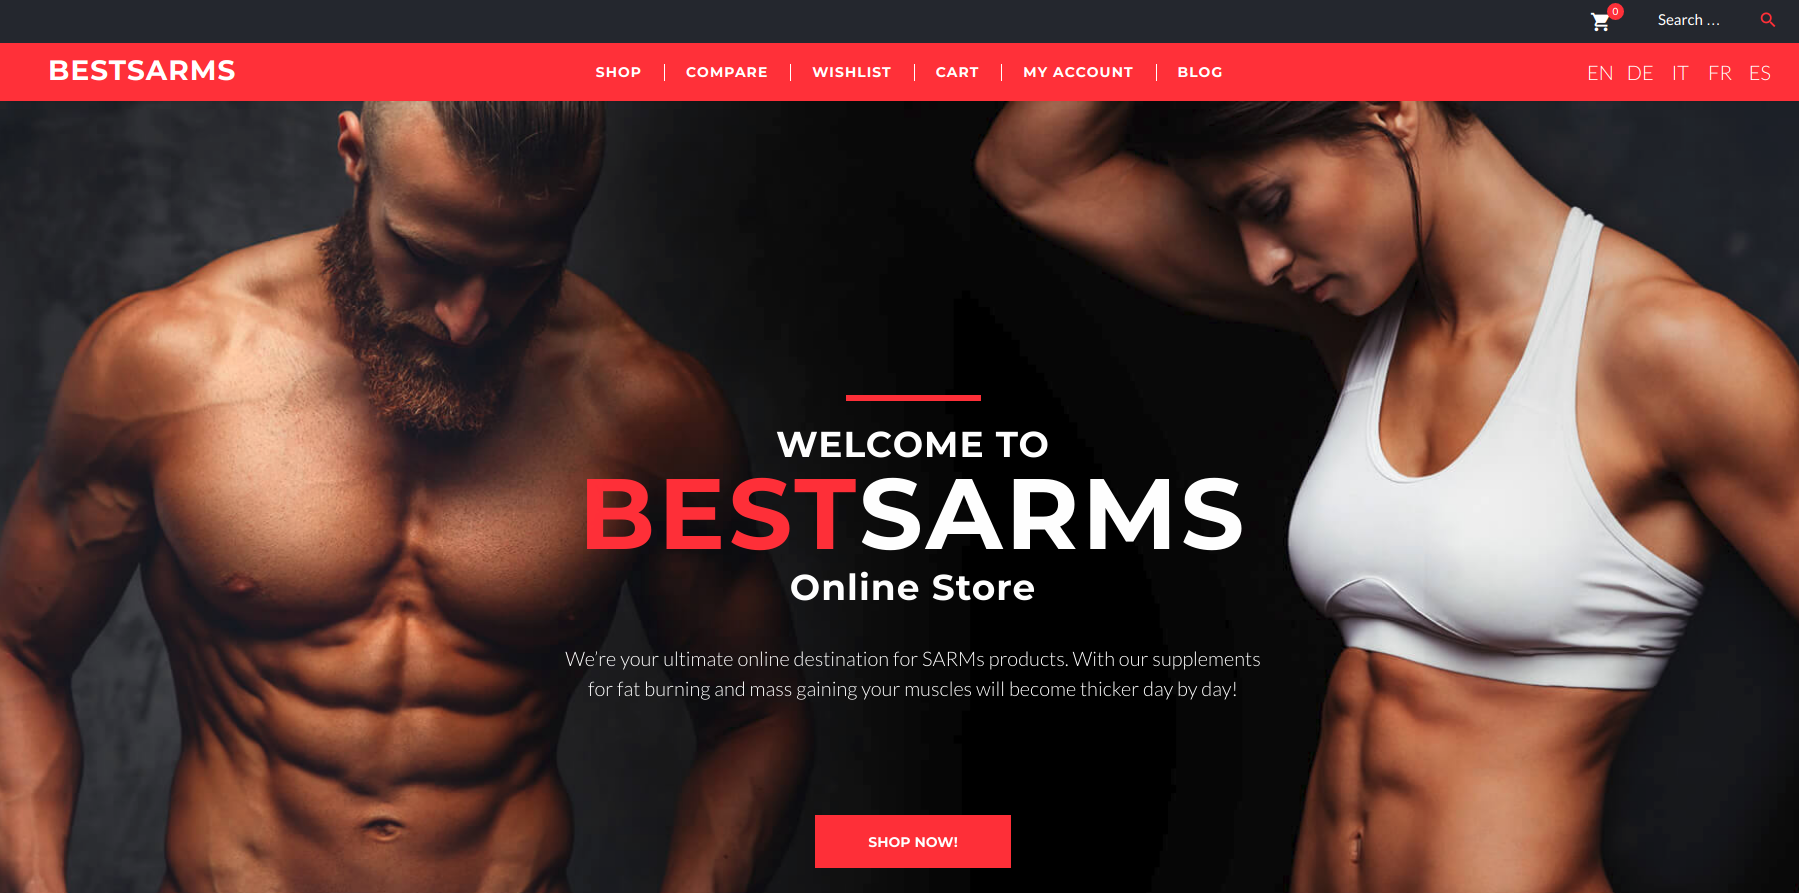 0
Search ...
BESTSARMS
SHOP
COMPARE
WISHLIST
CART
MY ACCOUNT
BLOG
EN DE IT FR ES
WELCOME TO
BESTSARMS
Online Store
We're your ultimate online destination for SARMs products. With our supplements
for fat burning and mass gaining your muscles will become thicker day by day!
SHOP NOW!